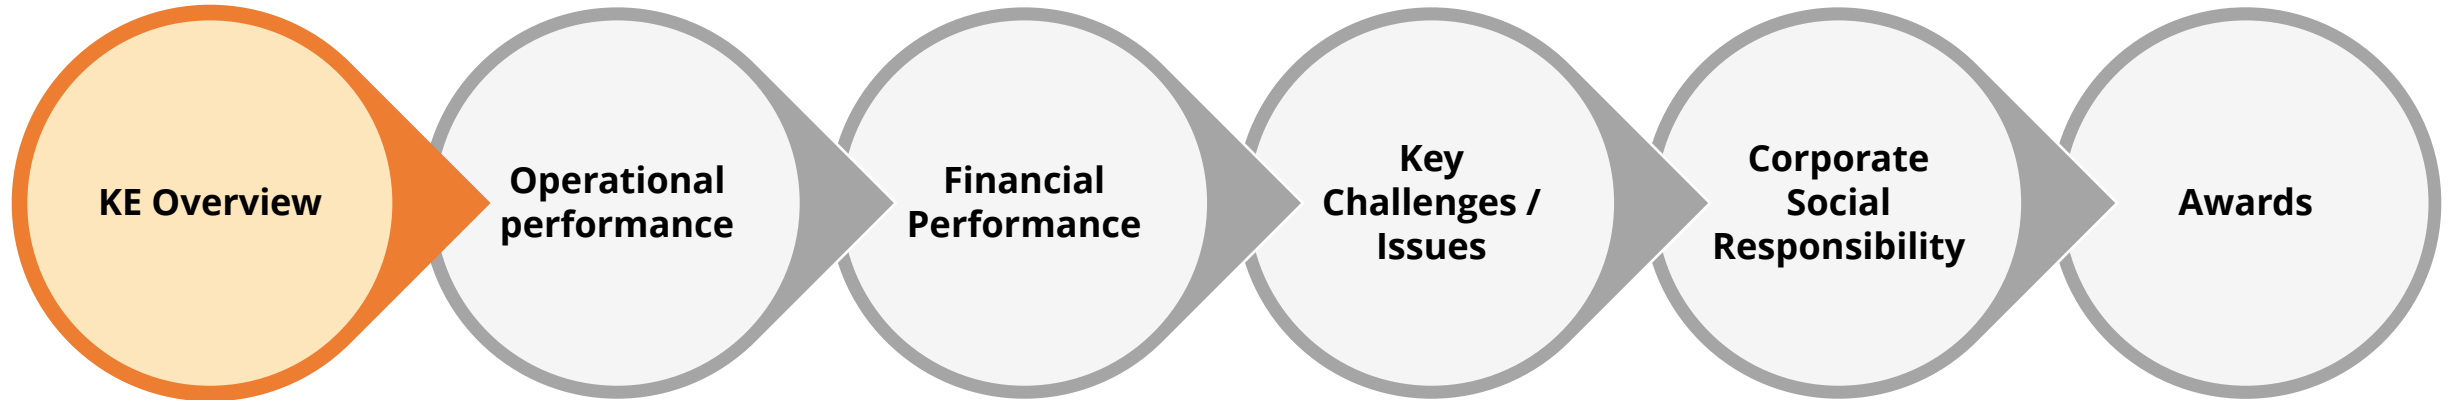 KE Overview
Operational
performance
Financial
Performance
Key
Challenges /
Issues
Corporate
Social
Responsibility
Awards